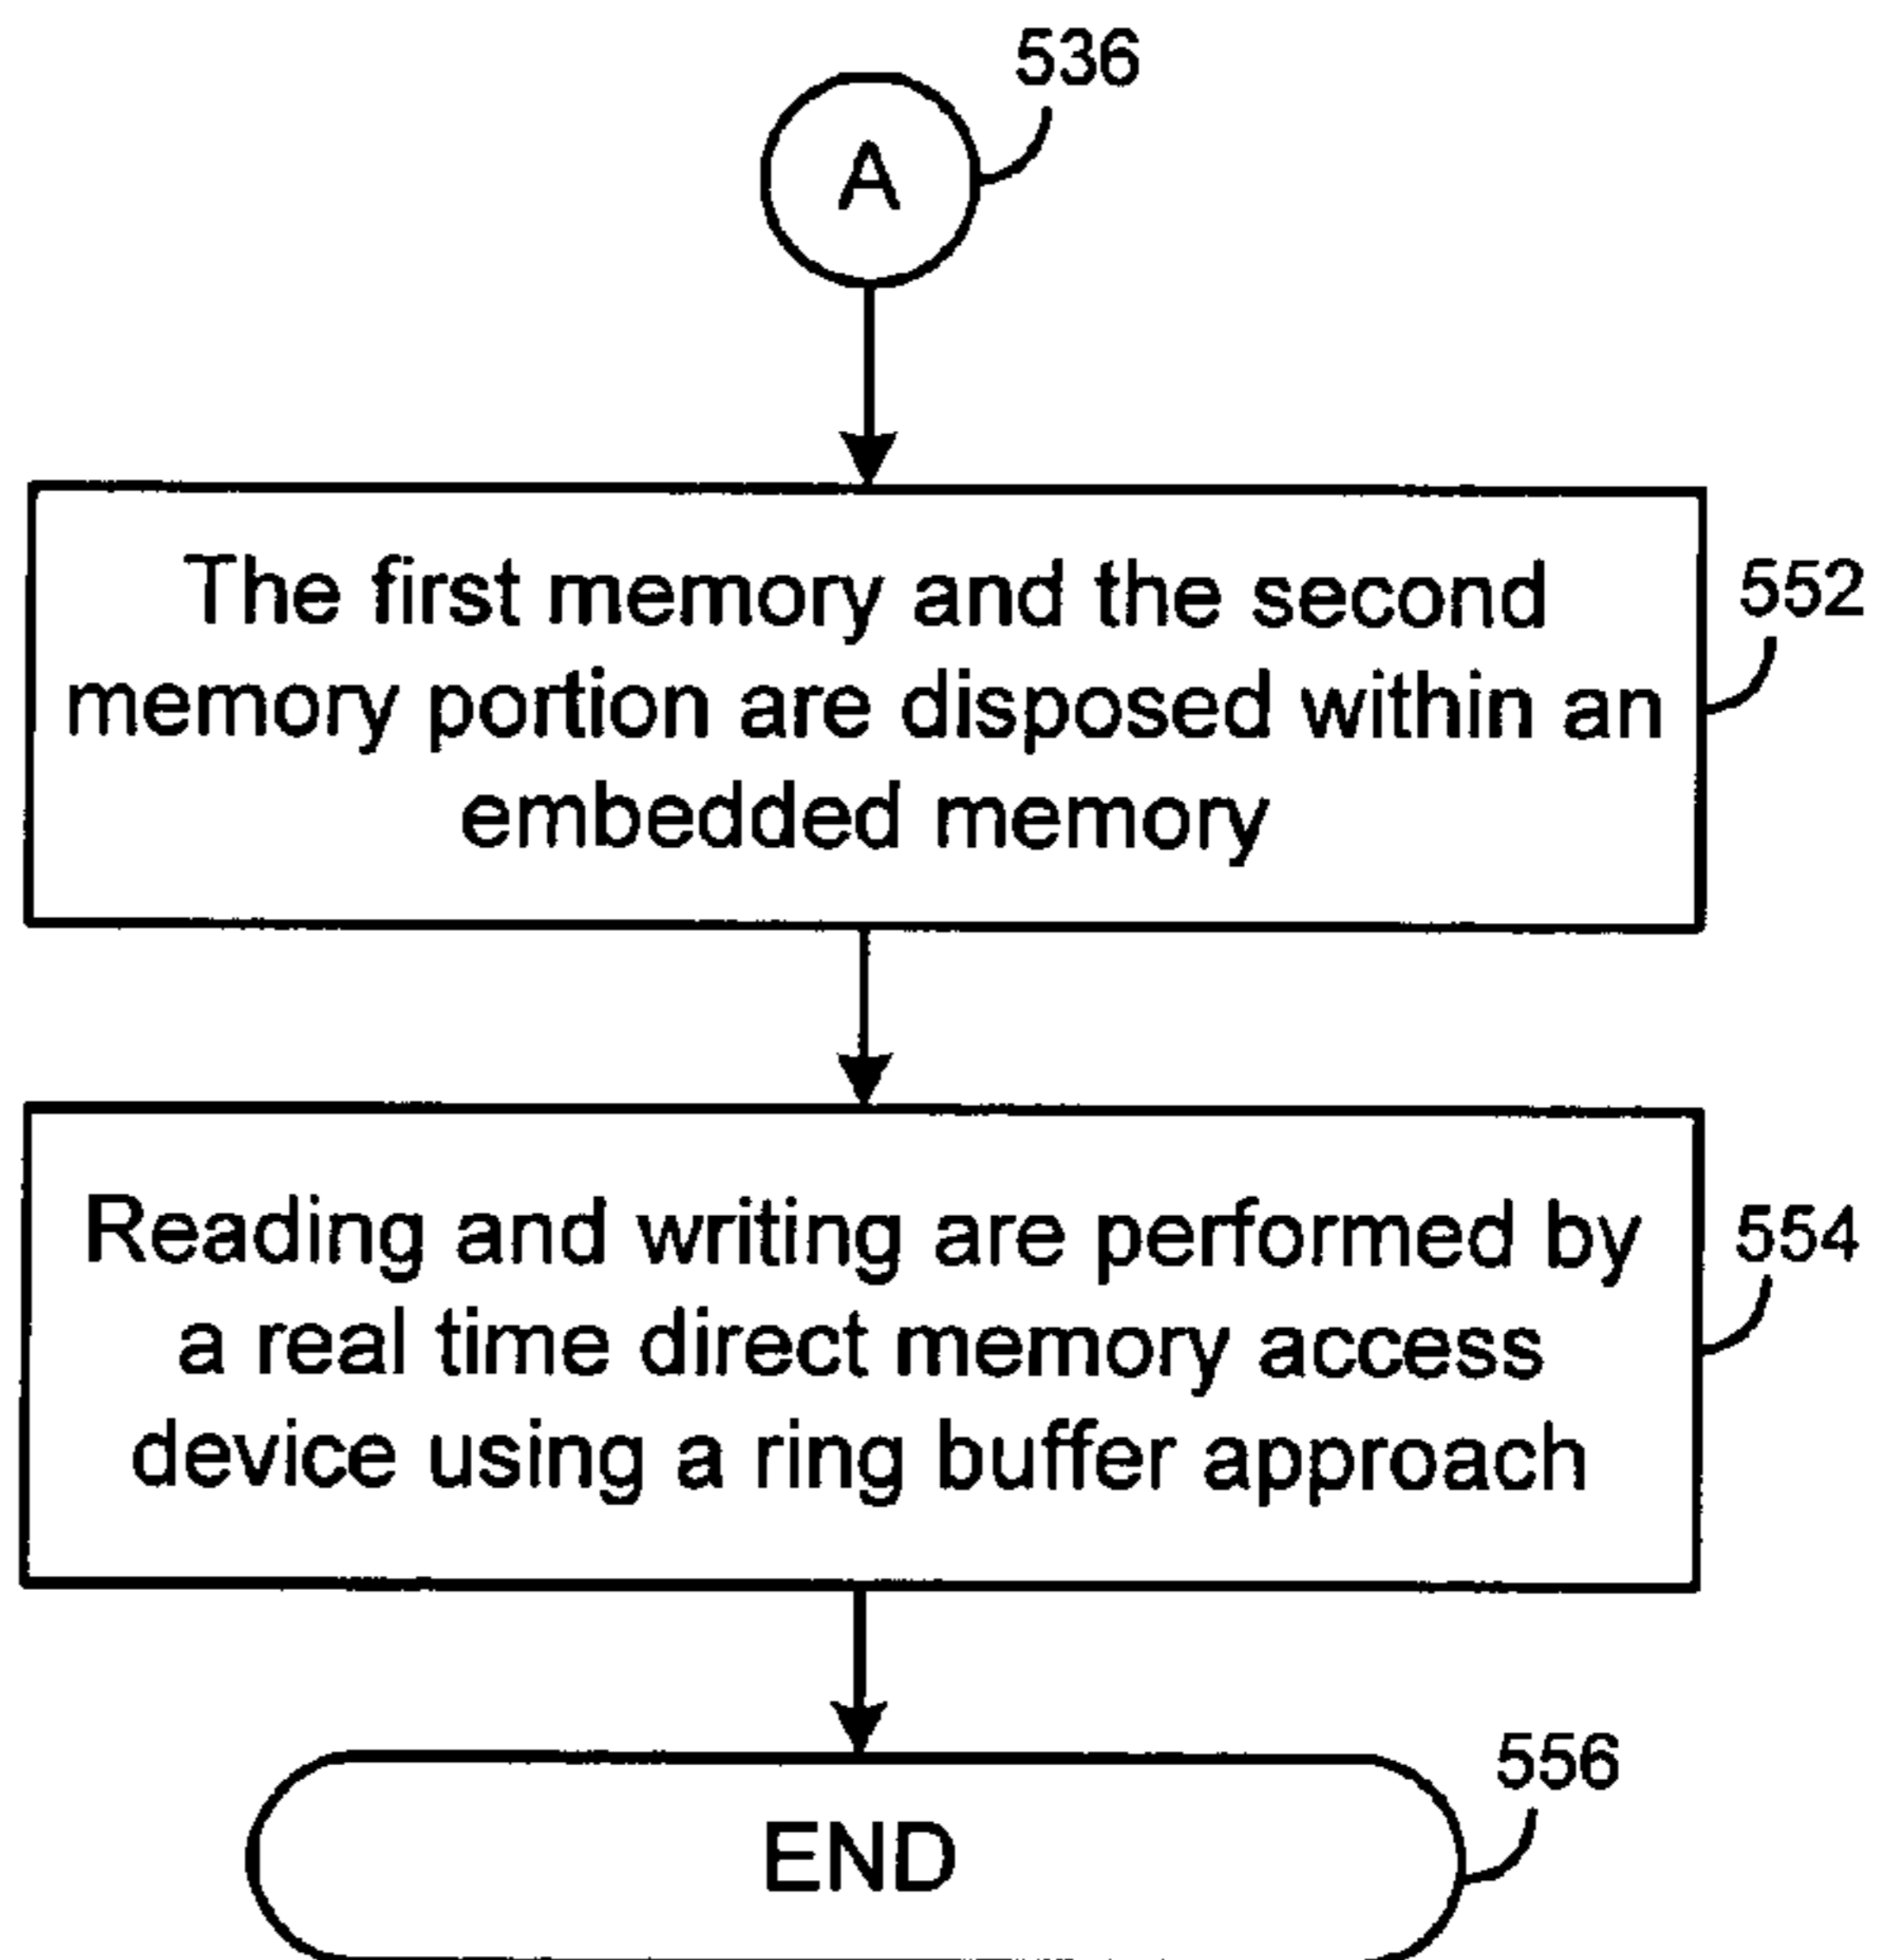 536
A
The first memory and the second
552
memory portion are disposed within an
embedded memory
Reading and writing are performed by
554
a real time direct memory access
device using a ring buffer approach
556
END